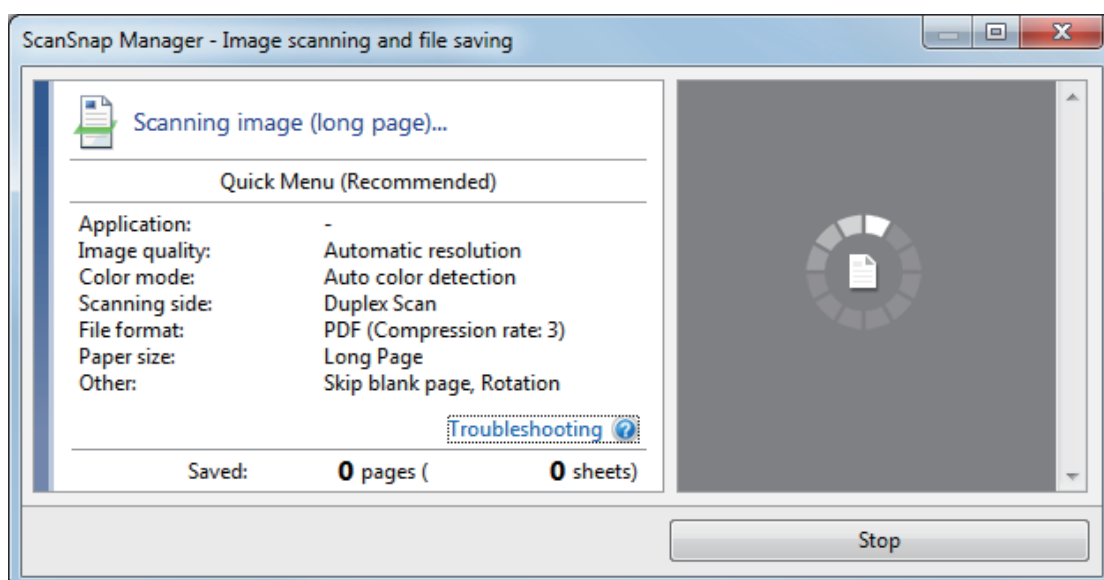 ScanSnap Manager - Image scanning and file saving
Scanning image (long page)...
Quick Menu (Recommended)
Application: -
Image quality: Automatic resolution
Color mode: Auto color detection
Scanning side: Duplex Scan
File format: PDF (Compression rate: 3)
Paper size: Long Page
Other: Skip blank page, Rotation
Troubleshooting
Saved: 0 pages ( 0 sheets)
Stop